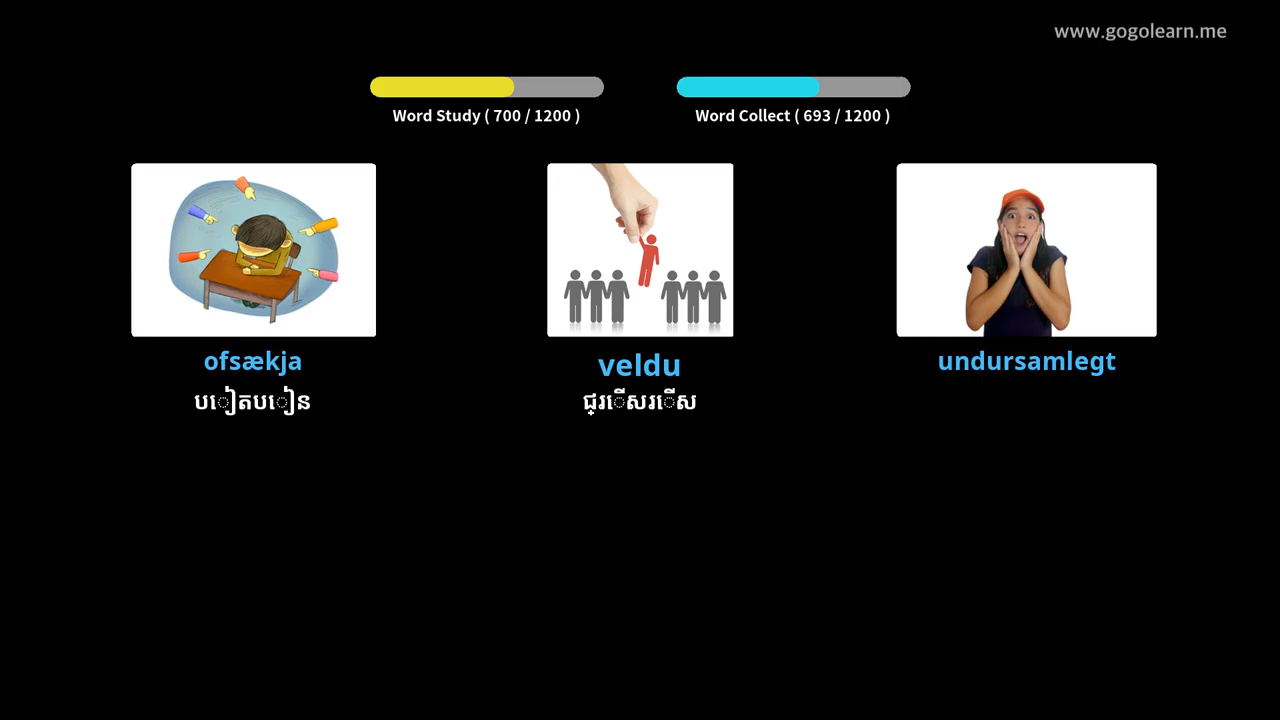 www.gogolearn.me
Word Study ( 700 / 1200 )
Word Collect ( 693 / 1200 )
ofsækja
veldu
undursamlegt
បៀតបៀន
ជ្រើសរើស